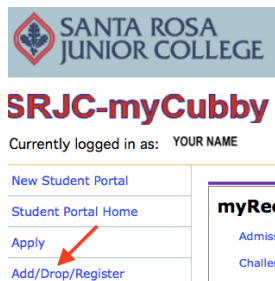 SANTA ROSA
JUNIOR COLLEGE
SRJC-myCubby
Currently logged in as: YOUR NAME
New Student Portal
Student Portal Home
myRe
Apply
Admis
Challe
Add/Drop/Register